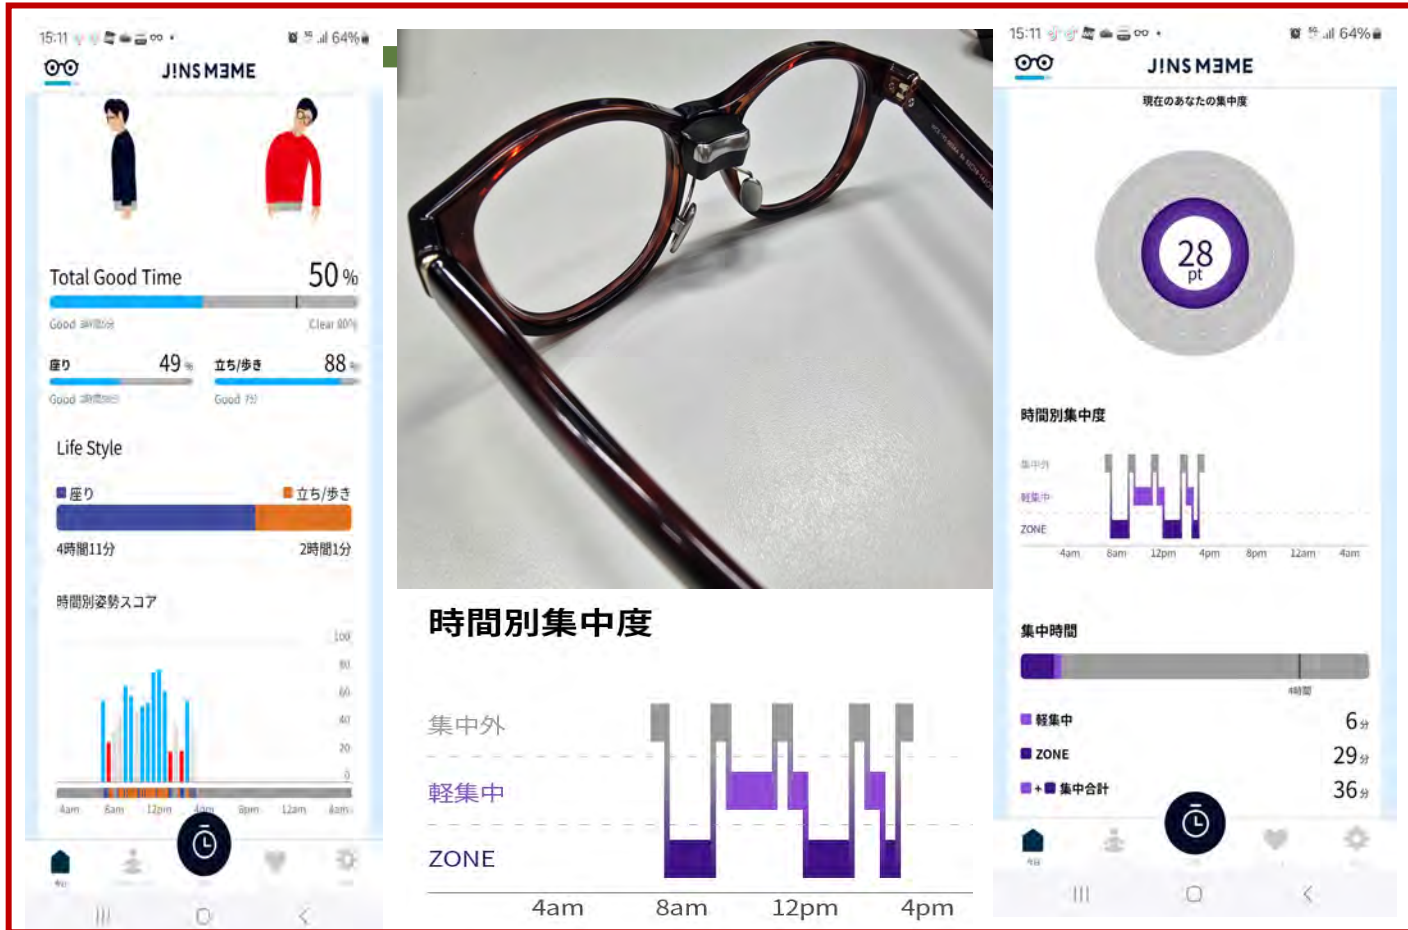 15:11
64%
JINS MEME
Total Good Time 50 %
Good
Clear 80%
座り 49 %
立ち/歩き 88 %
Good
Good 7分
Life Style
座り
立ち/歩き
4時間11分
2時間1分
時間別姿勢スコア
100
80
60
40
20
0
4am 8am 12pm 4pm 8pm 12am 4am
今日
時間別集中度
集中外
軽集中
ZONE
4am 8am 12pm 4pm
15:11
64%
JINS MEME
現在のあなたの集中度
28
pt
時間別集中度
集中外
軽集中
ZONE
4am 8am 12pm 4pm 8pm 12am 4am
集中時間
4時間
軽集中 6分
ZONE 29分
+ 集中合計 36分
今日